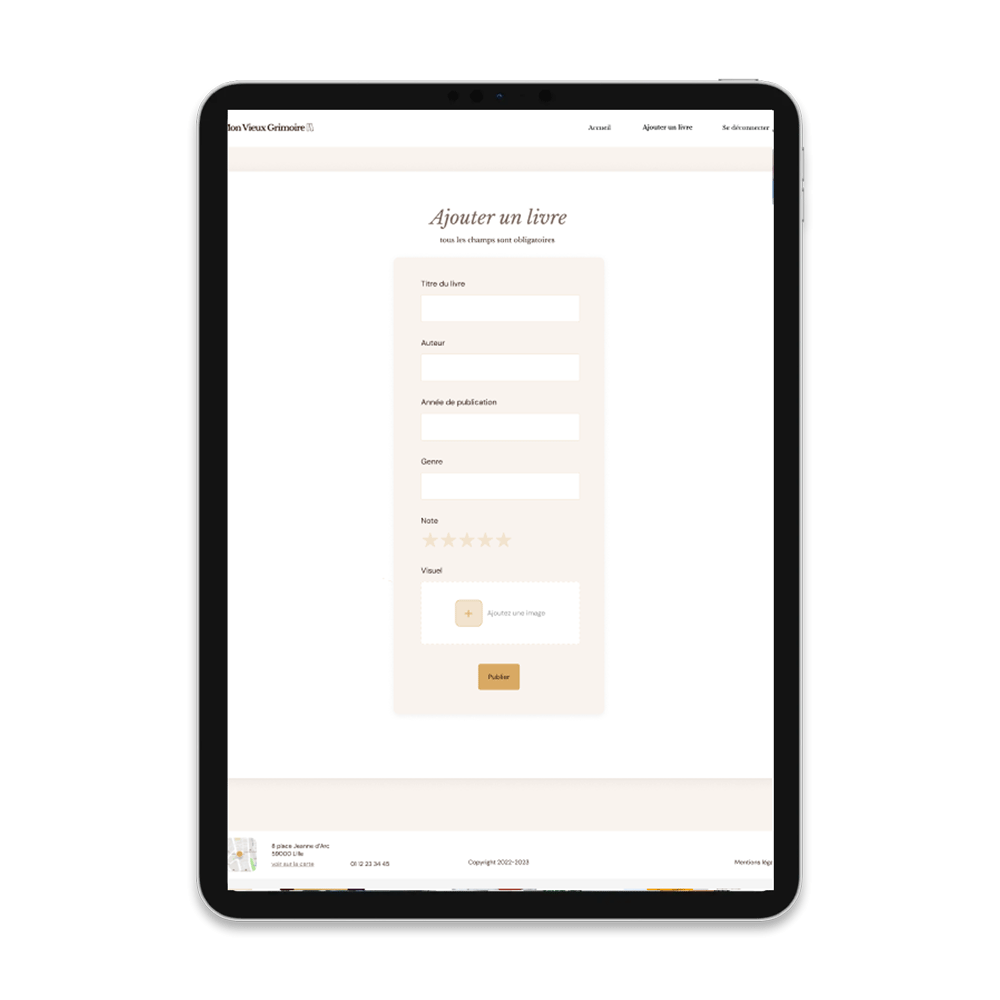 Mon Vieux Grimoire
Accueil
Ajouter un livre
Se déconnecter
Ajouter un livre
tous les champs sont obligatoires
Titre du livre
Auteur
Année de publication
Genre
Note
Visuel
+ Ajoutez une image
Publier
8 place Jeanne d'Arc
59000 Lille
voir sur la carte
01 12 23 34 45
Copyright 2022-2023
Mentions léga